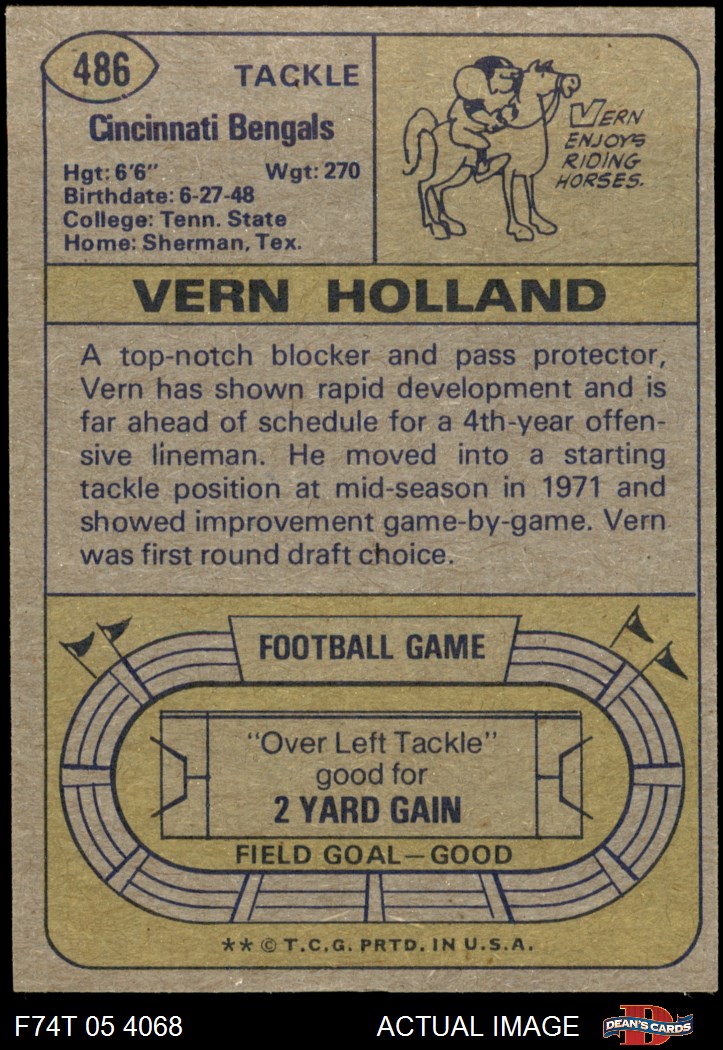 486
TACKLE
Cincinnati Bengals
Hgt: 6'6" Wgt: 270
Birthdate: 6-27-48
College: Tenn. State
Home: Sherman, Tex.
VERN
ENJOYS
RIDING
HORSES.
VERN HOLLAND
A top-notch blocker and pass protector,
Vern has shown rapid development and is
far ahead of schedule for a 4th-year offen-
sive lineman. He moved into a starting
tackle position at mid-season in 1971 and
showed improvement game-by-game. Vern
was first round draft choice.
FOOTBALL GAME
"Over Left Tackle"
good for
2 YARD GAIN
FIELD GOAL—GOOD
** © T.C.G. PRTD. IN U.S.A.
F74T 05 4068 ACTUAL IMAGE
D
DEAN'S CARDS